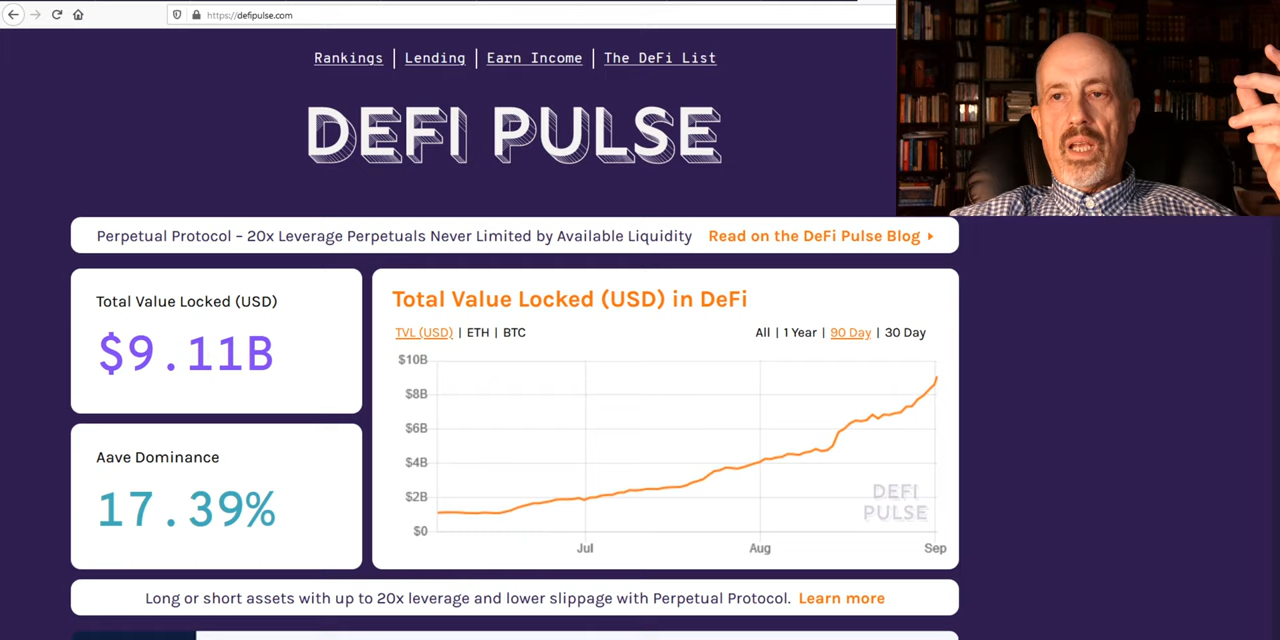 https://defipulse.com
Rankings | Lending | Earn Income | The DeFi List
DEFI PULSE
Perpetual Protocol – 20x Leverage Perpetuals Never Limited by Available Liquidity Read on the DeFi Pulse Blog
Total Value Locked (USD)
$9.11B
Aave Dominance
17.39%
Total Value Locked (USD) in DeFi
TVL (USD) | ETH | BTC
All | 1 Year | 90 Day | 30 Day
$10B
$8B
$6B
$4B
$2B
$0
DEFI
PULSE
Jul
Aug
Sep
Long or short assets with up to 20x leverage and lower slippage with Perpetual Protocol. Learn more